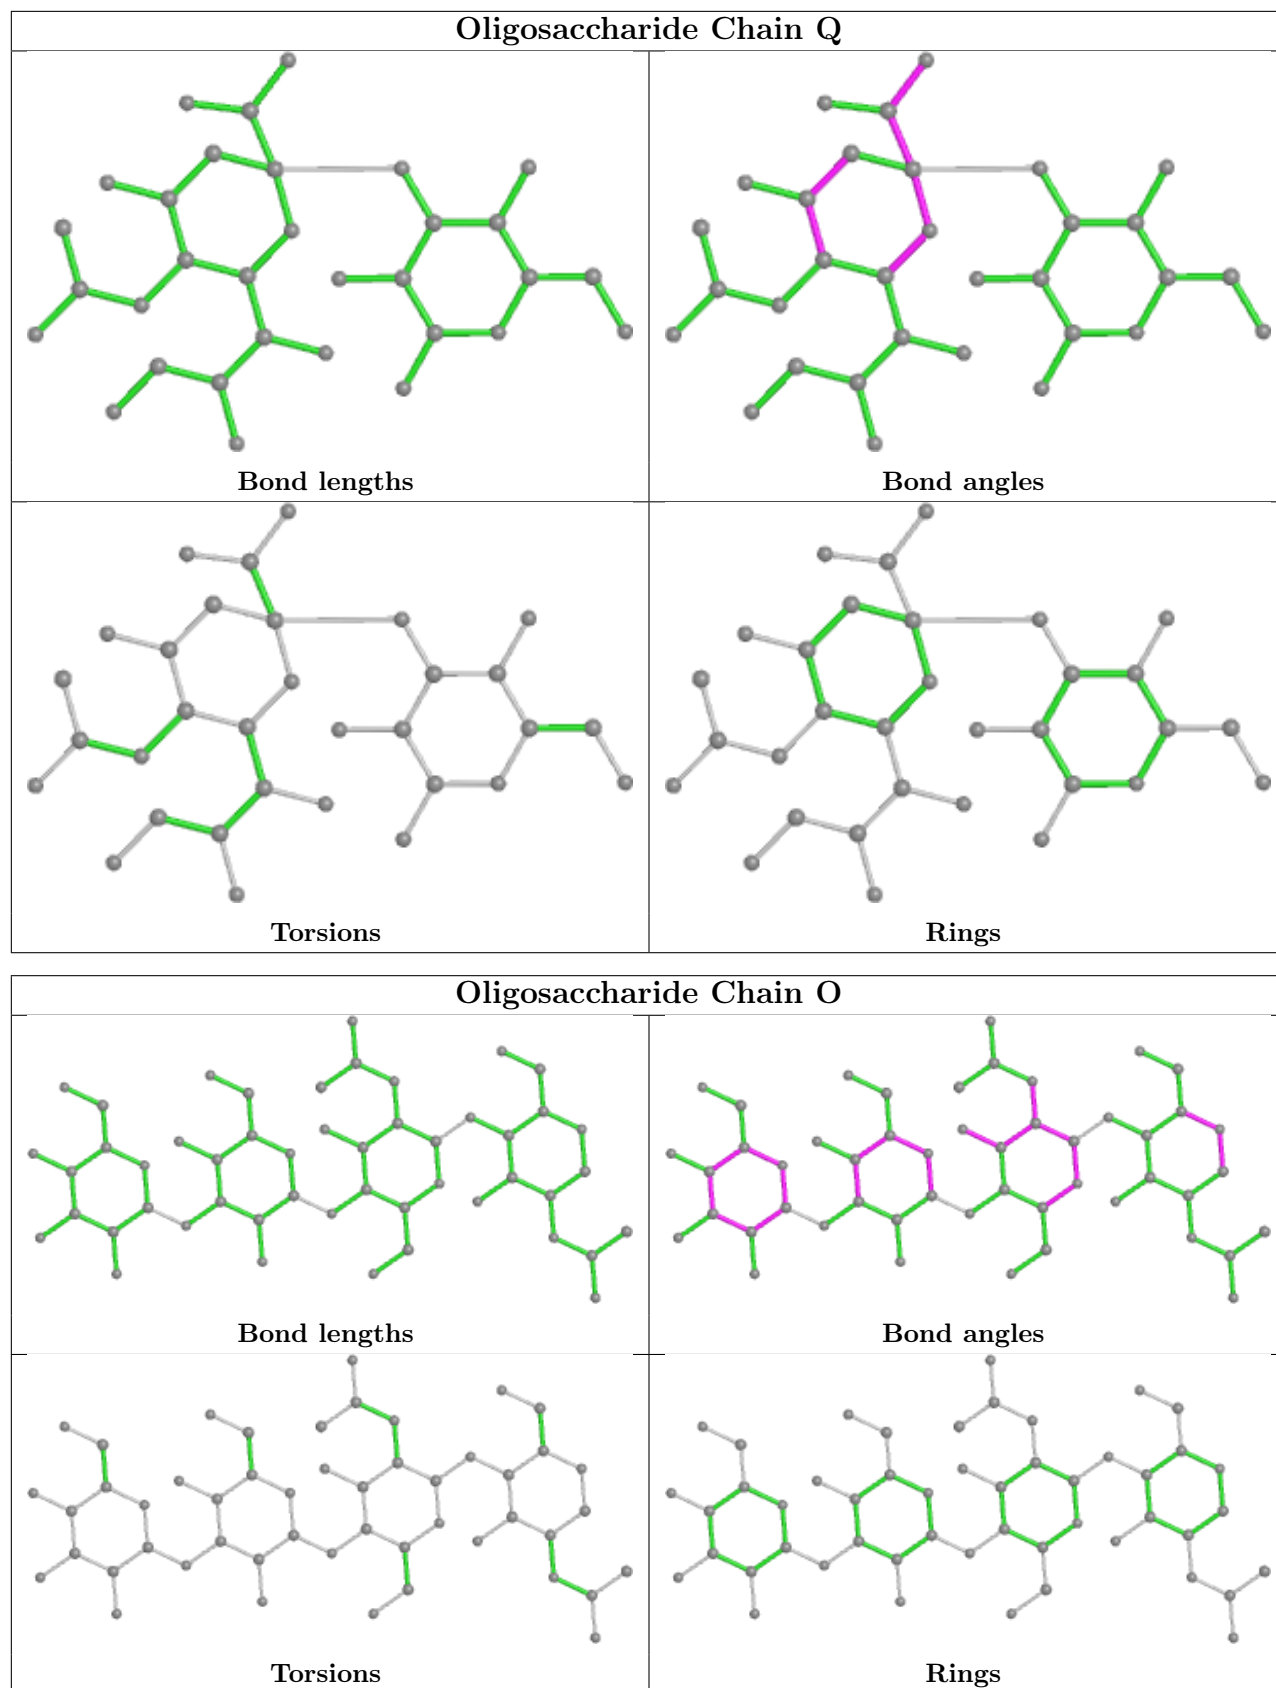 Oligosaccharide Chain Q
Bond lengths
Bond angles
Torsions
Rings
Oligosaccharide Chain O
Bond lengths
Bond angles
Torsions
Rings